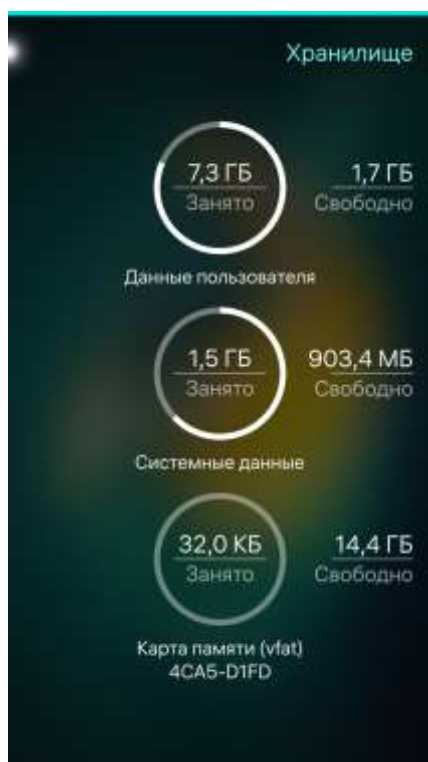 Хранилище
7,3 ГБ
Занято
1,7 ГБ
Свободно
Данные пользователя
1,5 ГБ
Занято
903,4 МБ
Свободно
Системные данные
32,0 КБ
Занято
14,4 ГБ
Свободно
Карта памяти (vfat)
4CA5-D1FD